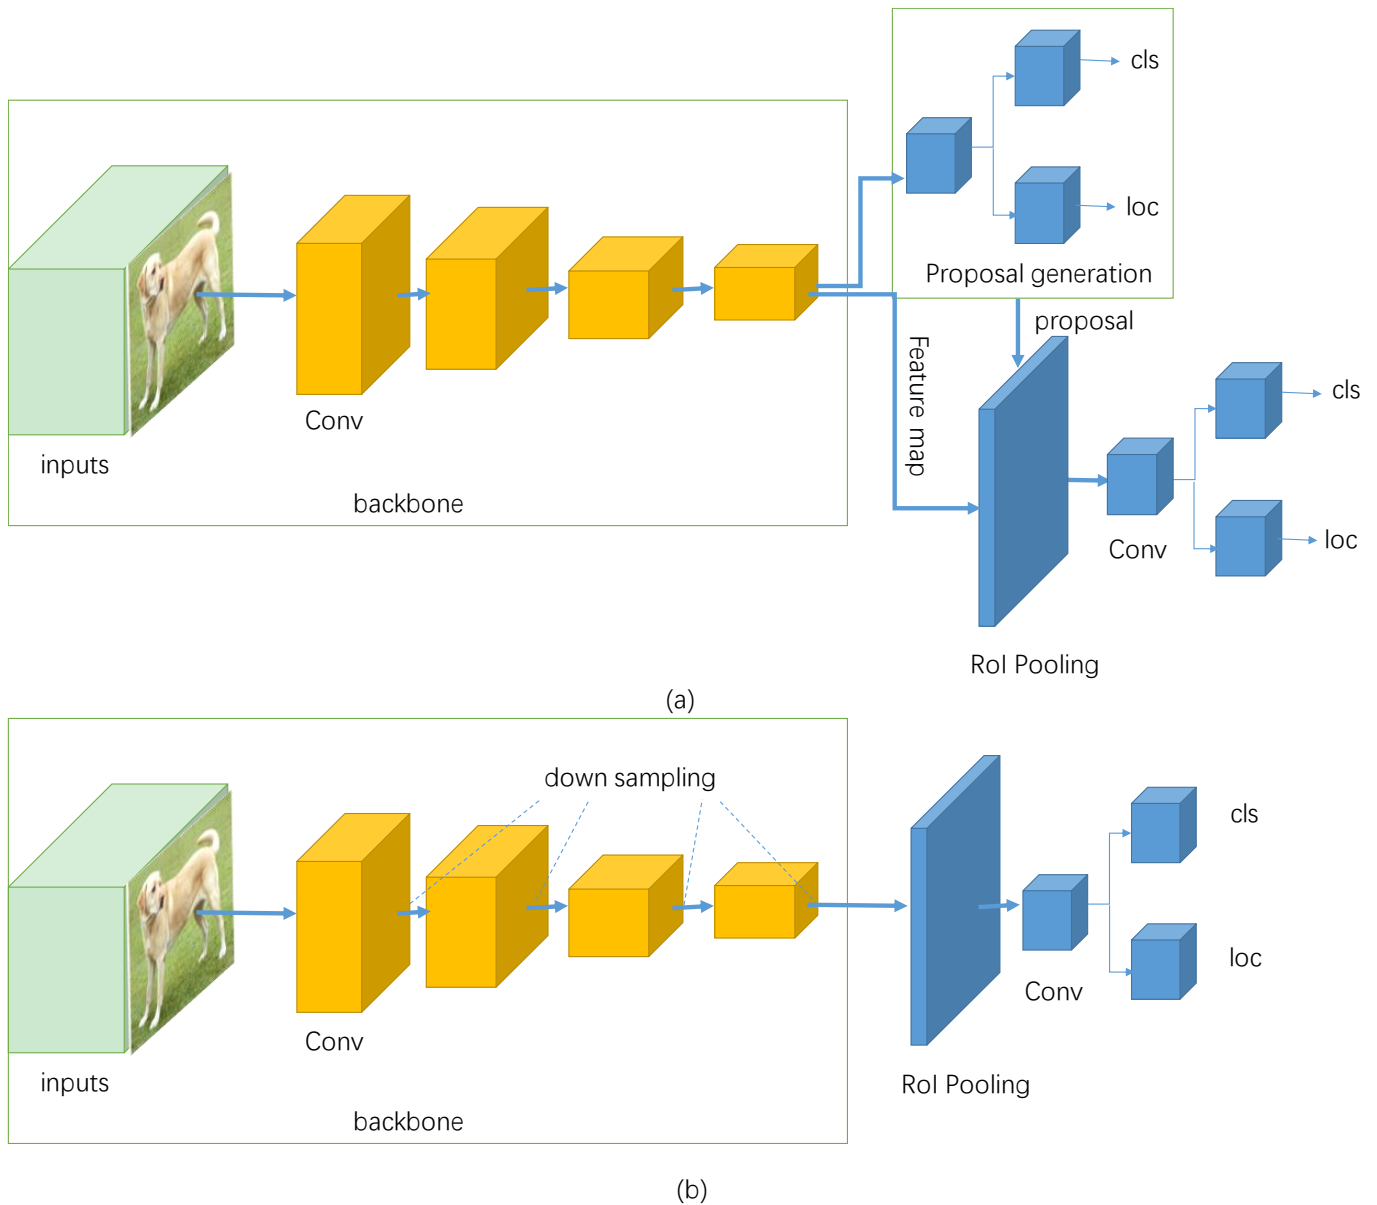 cls
loc
Proposal generation
proposal
Feature map
Conv
inputs
backbone
cls
Conv
loc
RoI Pooling
(a)
down sampling
cls
loc
Conv
Conv
inputs
RoI Pooling
backbone
(b)